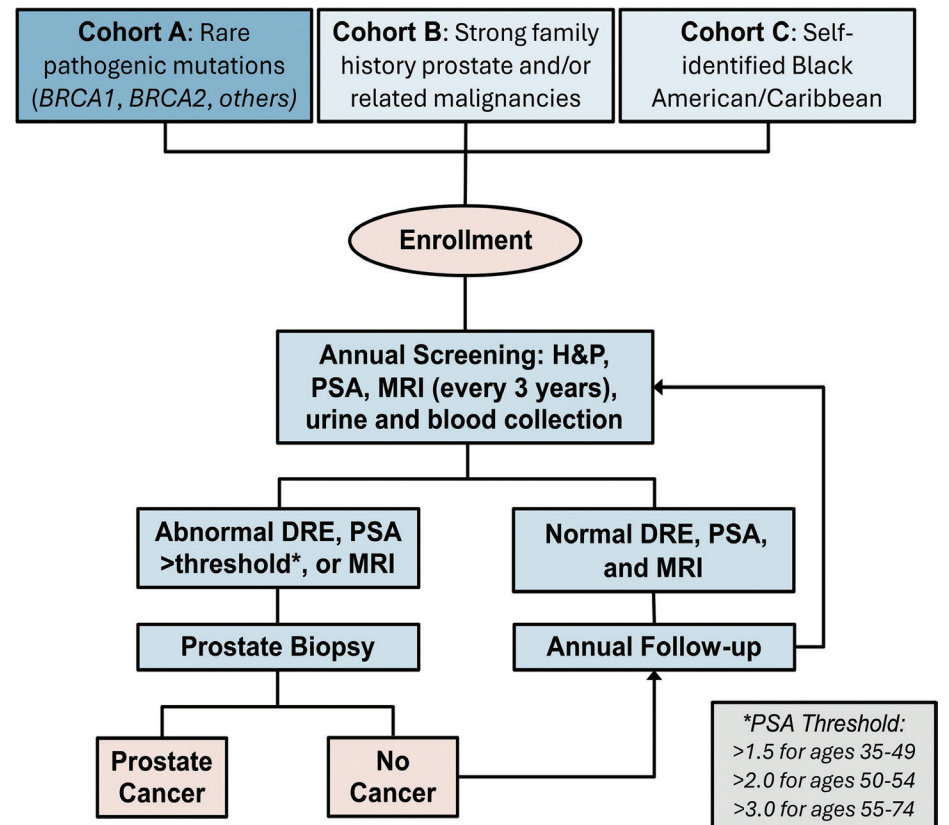 Cohort A: Rare
pathogenic mutations
(BRCA1, BRCA2, others)
Cohort B: Strong family
history prostate and/or
related malignancies
Cohort C: Self-
identified Black
American/Caribbean
Enrollment
Annual Screening: H&P,
PSA, MRI (every 3 years),
urine and blood collection
Abnormal DRE, PSA
>threshold*, or MRI
Normal DRE, PSA,
and MRI
Prostate Biopsy
Annual Follow-up
Prostate
Cancer
No
Cancer
*PSA Threshold:
>1.5 for ages 35-49
>2.0 for ages 50-54
>3.0 for ages 55-74